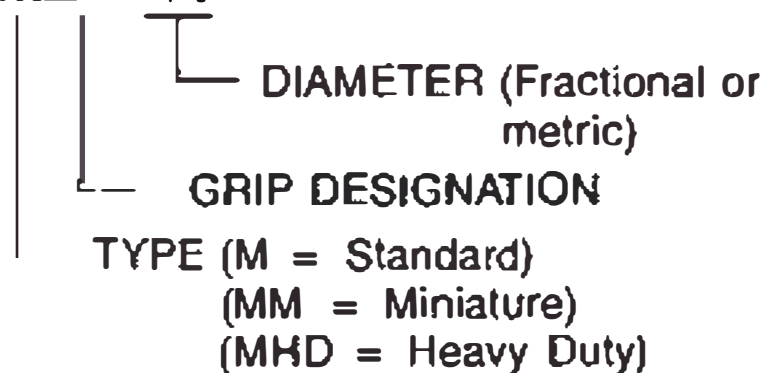 DIAMETER (Fractional or
metric)
GRIP DESIGNATION
TYPE (M = Standard)
(MM = Miniature)
(MHD = Heavy Duty)